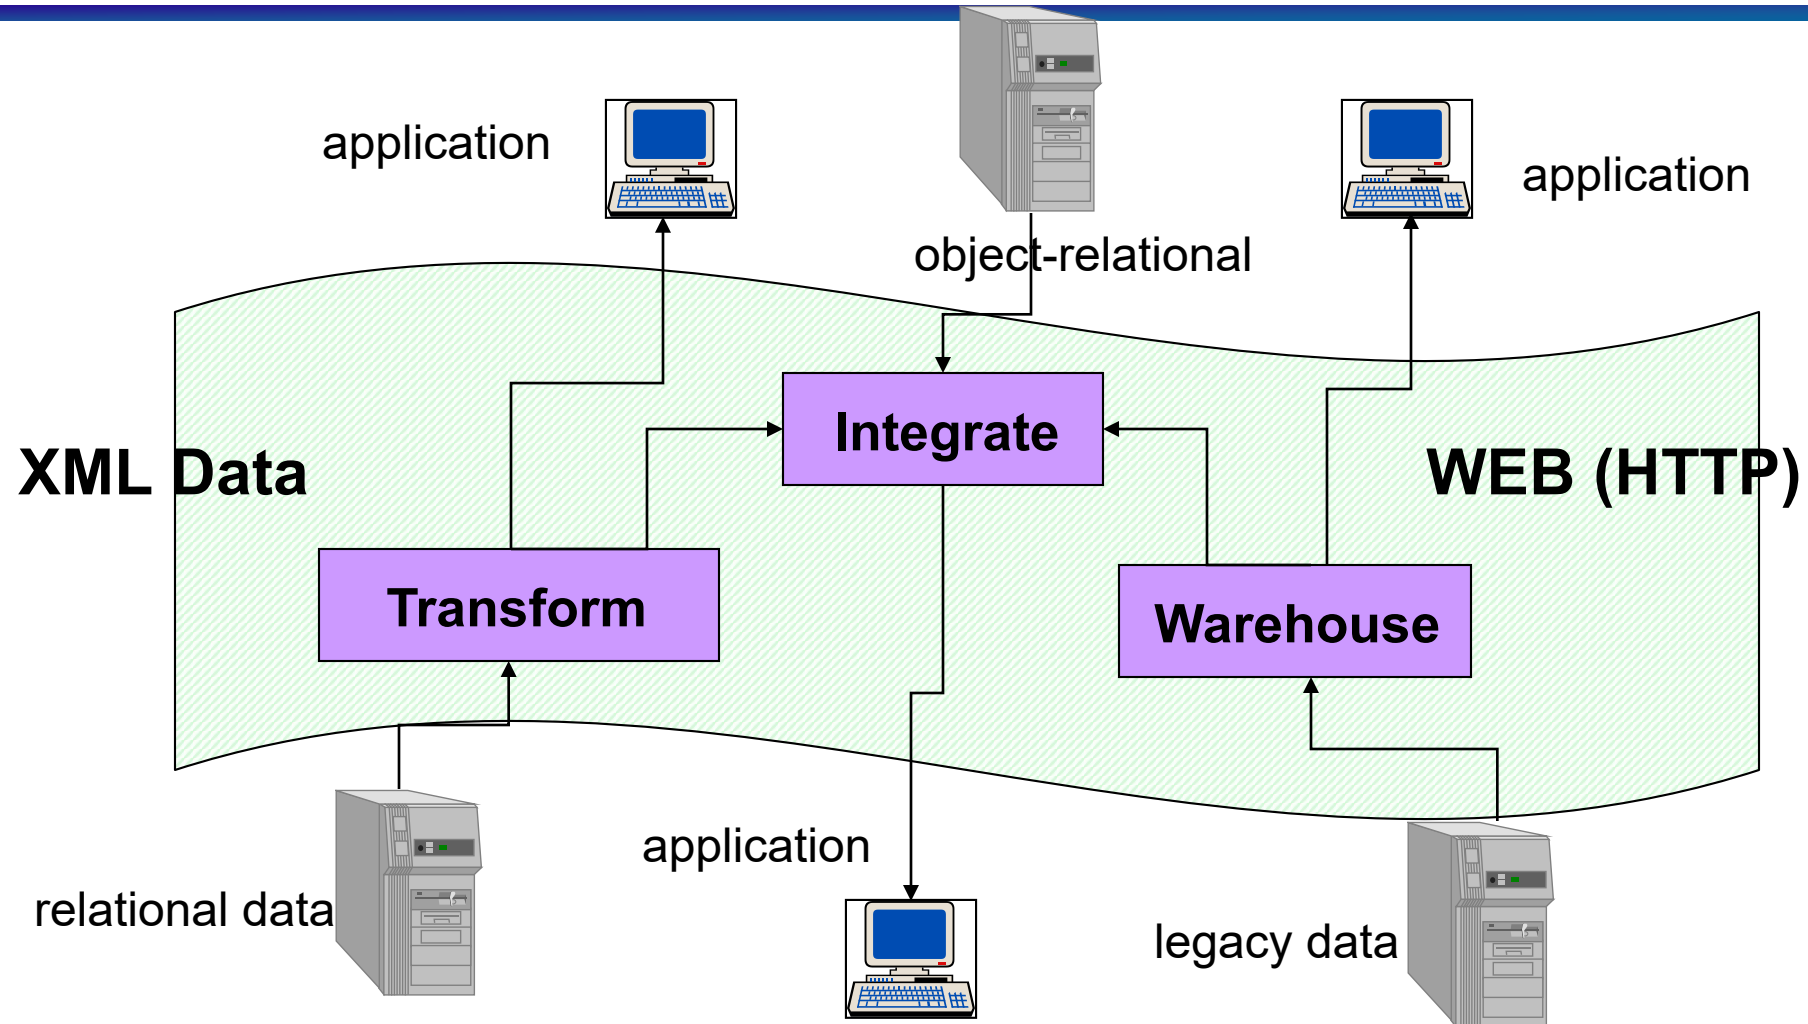 application
application
object-relational
Integrate
XML Data
WEB (HTTP)
Transform
Warehouse
application
relational data
legacy data